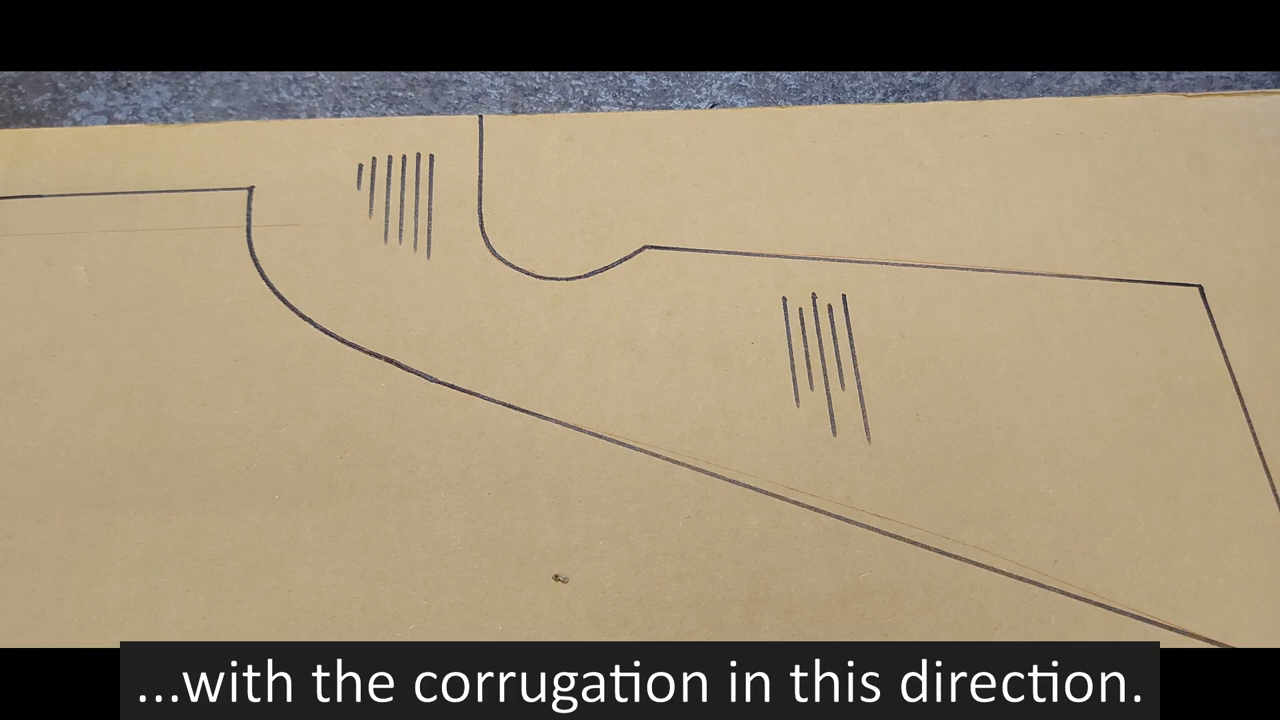 ...with the corrugation in this direction.